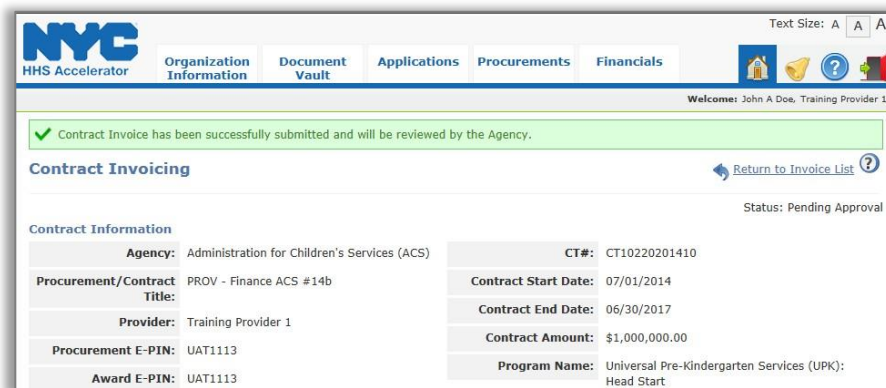 Text Size: A A A
NYC
HHS Accelerator
Organization Information
Document Vault
Applications
Procurements
Financials
Welcome: John A Doe, Training Provider 1
Contract Invoice has been successfully submitted and will be reviewed by the Agency.
Contract Invoicing
Return to Invoice List ?
Status: Pending Approval
Contract Information
Agency: Administration for Children's Services (ACS)
Procurement/Contract Title: PROV - Finance ACS #14b
Provider: Training Provider 1
Procurement E-PIN: UAT1113
Award E-PIN: UAT1113
CT#: CT10220201410
Contract Start Date: 07/01/2014
Contract End Date: 06/30/2017
Contract Amount: $1,000,000.00
Program Name: Universal Pre-Kindergarten Services (UPK):
Head Start